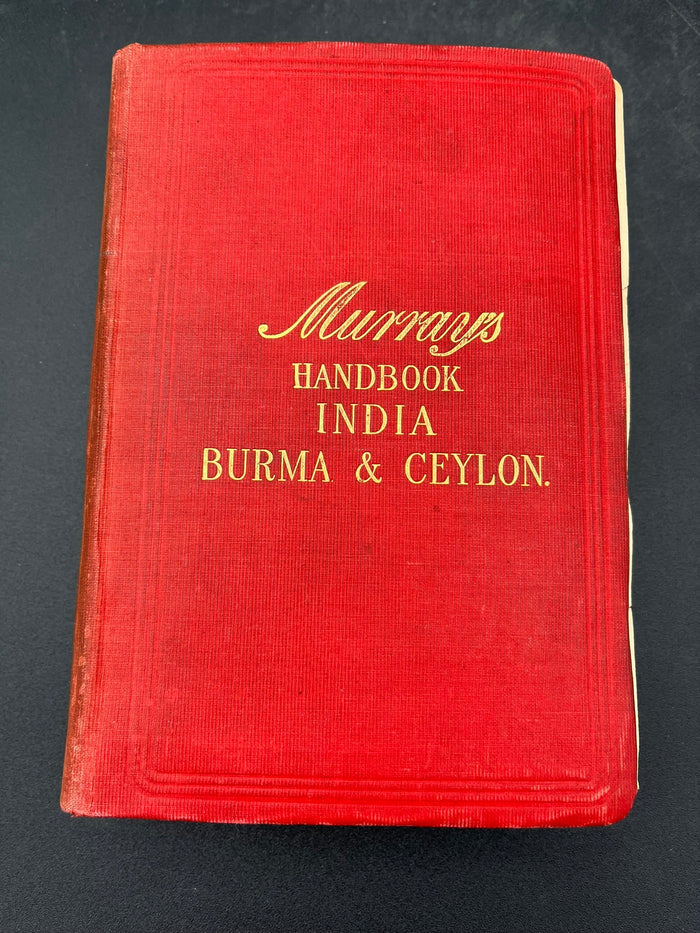 Murray's
HANDBOOK
INDIA
BURMA & CEYLON.